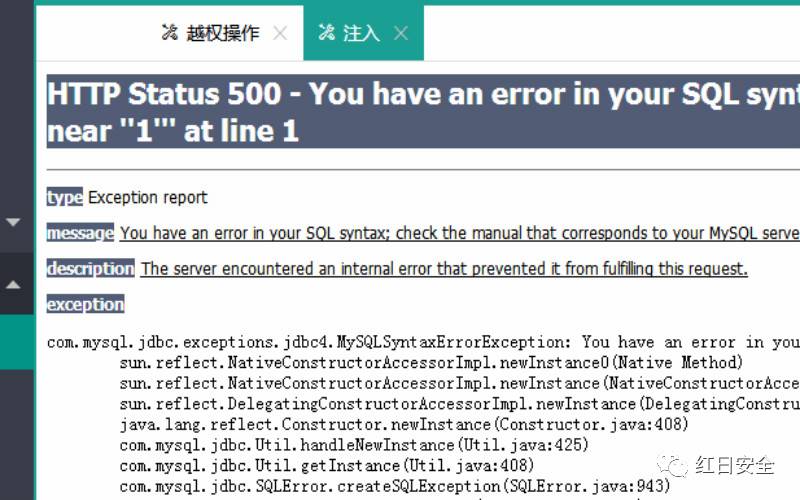 越权操作
注入
HTTP Status 500 - You have an error in your SQL synt
near ''1''' at line 1
type Exception report
message You have an error in your SQL syntax; check the manual that corresponds to your MySQL serve
description The server encountered an internal error that prevented it from fulfilling this request.
exception
com.mysql.jdbc.exceptions.jdbc4.MySQLSyntaxErrorException: You have an error in you
sun.reflect.NativeConstructorAccessorImpl.newInstance0(Native Method)
sun.reflect.NativeConstructorAccessorImpl.newInstance(NativeConstructorAcce
sun.reflect.DelegatingConstructorAccessorImpl.newInstance(DelegatingConstru
java.lang.reflect.Constructor.newInstance(Constructor.java:408)
com.mysql.jdbc.Util.handleNewInstance(Util.java:425)
com.mysql.jdbc.Util.getInstance(Util.java:408)
com.mysql.jdbc.SQLError.createSQLException(SQLError.java:943)
红日安全